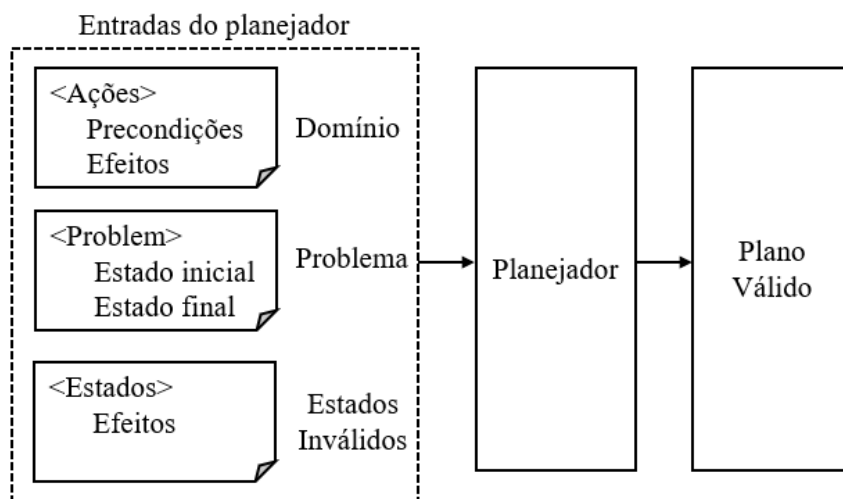 Entradas do planejador
<Ações>
Precondições
Efeitos
Domínio
<Problem>
Estado inicial
Estado final
Problema
<Estados>
Efeitos
Estados
Inválidos
Planejador
Plano
Válido